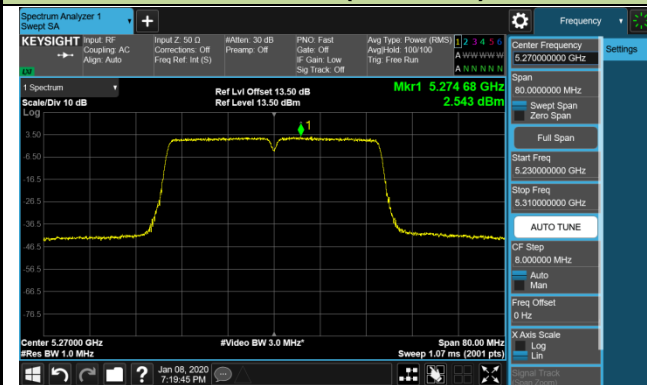 Spectrum Analyzer 1
Swept SA
Frequency
KEYSIGHT
Input: RF
Coupling: AC
Align: Auto
Input Z: 50 Ω
Corrections: Off
Freq Ref: Int (S)
#Atten: 30 dB
Preamp: Off
PNO: Fast
Gate: Off
IF Gain: Low
Sig Track: Off
Avg Type: Power (RMS)
Avg|Hold: 100/100
Trig: Free Run
1 2 3 4 5 6
A W W W W W
A N N N N N
LXI
1 Spectrum
Scale/Div 10 dB
Ref Lvl Offset 13.50 dB
Ref Level 13.50 dBm
Mkr1 5.274 68 GHz
2.543 dBm
Log
1
3.50
-6.50
-16.5
-26.5
-36.5
-46.5
-56.5
-66.5
-76.5
Center 5.27000 GHz
#Res BW 1.0 MHz
#Video BW 3.0 MHz*
Span 80.00 MHz
Sweep 1.07 ms (2001 pts)
Jan 08, 2020
7:19:45 PM
Center Frequency
5.270000000 GHz
Settings
Span
80.0000000 MHz
Swept Span
Zero Span
Full Span
Start Freq
5.230000000 GHz
Stop Freq
5.310000000 GHz
AUTO TUNE
CF Step
8.000000 MHz
Auto
Man
Freq Offset
0 Hz
X Axis Scale
Log
Lin
Signal Track
(Span Zoom)